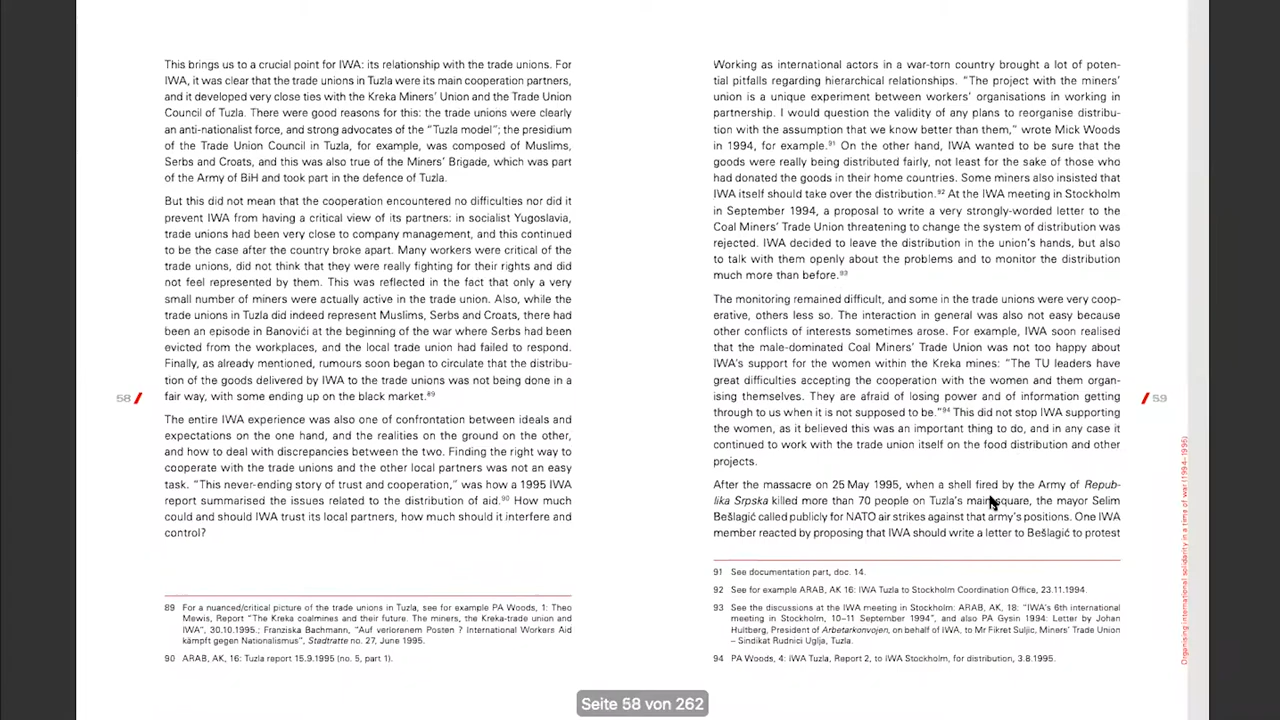 This brings us to a crucial point for IWA: its relationship with the trade unions. For
IWA, it was clear that the trade unions in Tuzla were its main cooperation partners,
and it developed very close ties with the Kreka Miners' Union and the Trade Union
Council of Tuzla. There were good reasons for this: the trade unions were clearly
an anti-nationalist force, and strong advocates of the “Tuzla model”; the presidium
of the Trade Union Council in Tuzla, for example, was composed of Muslims,
Serbs and Croats, and this was also true of the Miners' Brigade, which was part
of the Army of BiH and took part in the defence of Tuzla.
But this did not mean that the cooperation encountered no difficulties nor did it
prevent IWA from having a critical view of its partners: in socialist Yugoslavia,
trade unions had been very close to company management, and this continued
to be the case after the country broke apart. Many workers were critical of the
trade unions, did not think that they were really fighting for their rights and did
not feel represented by them. This was reflected in the fact that only a very
small number of miners were actually active in the trade union. Also, while the
trade unions in Tuzla did indeed represent Muslims, Serbs and Croats, there had
been an episode in Banovići at the beginning of the war where Serbs had been
evicted from the workplaces, and the local trade union had failed to respond.
Finally, as already mentioned, rumours soon began to circulate that the distribu-
tion of the goods delivered by IWA to the trade unions was not being done in a
fair way, with some ending up on the black market.⁸⁹
The entire IWA experience was also one of confrontation between ideals and
expectations on the one hand, and the realities on the ground on the other,
and how to deal with discrepancies between the two. Finding the right way to
cooperate with the trade unions and the other local partners was not an easy
task. “This never-ending story of trust and cooperation,” was how a 1995 IWA
report summarised the issues related to the distribution of aid.⁹⁰ How much
could and should IWA trust its local partners, how much should it interfere and
control?
89 For a nuanced/critical picture of the trade unions in Tuzla, see for example PA Woods, 1: Theo
Mewis, Report “The Kreka coalmines and their future. The miners, the Kreka-trade union and
IWA”, 30.10.1995.; Franziska Bachmann, “Auf verlorenem Posten ? International Workers Aid
kämpft gegen Nationalismus”, Stadtratte no. 27, June 1995.
90 ARAB, AK, 16: Tuzla report 15.9.1995 (no. 5, part 1).
58 /
Working as international actors in a war-torn country brought a lot of poten-
tial pitfalls regarding hierarchical relationships. “The project with the miners'
union is a unique experiment between workers' organisations in working in
partnership. I would question the validity of any plans to reorganise distribu-
tion with the assumption that we know better than them,” wrote Mick Woods
in 1994, for example.⁹¹ On the other hand, IWA wanted to be sure that the
goods were really being distributed fairly, not least for the sake of those who
had donated the goods in their home countries. Some miners also insisted that
IWA itself should take over the distribution.⁹² At the IWA meeting in Stockholm
in September 1994, a proposal to write a very strongly-worded letter to the
Coal Miners' Trade Union threatening to change the system of distribution was
rejected. IWA decided to leave the distribution in the union's hands, but also
to talk with them openly about the problems and to monitor the distribution
much more than before.⁹³
The monitoring remained difficult, and some in the trade unions were very coop-
erative, others less so. The interaction in general was also not easy because
other conflicts of interests sometimes arose. For example, IWA soon realised
that the male-dominated Coal Miners' Trade Union was not too happy about
IWA's support for the women within the Kreka mines: “The TU leaders have
great difficulties accepting the cooperation with the women and them organ-
ising themselves. They are afraid of losing power and of information getting
through to us when it is not supposed to be.”⁹⁴ This did not stop IWA supporting
the women, as it believed this was an important thing to do, and in any case it
continued to work with the trade union itself on the food distribution and other
projects.
After the massacre on 25 May 1995, when a shell fired by the Army of Repub-
lika Srpska killed more than 70 people on Tuzla's main square, the mayor Selim
Bešlagić called publicly for NATO air strikes against that army's positions. One IWA
member reacted by proposing that IWA should write a letter to Bešlagić to protest
91 See documentation part, doc. 14.
92 See for example ARAB, AK 16: IWA Tuzla to Stockholm Coordination Office, 23.11.1994.
93 See the discussions at the IWA meeting in Stockholm: ARAB, AK, 18: “IWA's 6th international
meeting in Stockholm, 10–11 September 1994”, and also PA Gysin 1994: Letter by Johan
Hultberg, President of Arbetarkonvojen, on behalf of IWA, to Mr Fikret Suljic, Miners' Trade Union
– Sindikat Rudnici Uglja, Tuzla.
94 PA Woods, 4: IWA Tuzla, Report 2, to IWA Stockholm, for distribution, 3.8.1995.
/ 59
Organising international solidarity in a time of war (1994–1995)
Seite 58 von 262